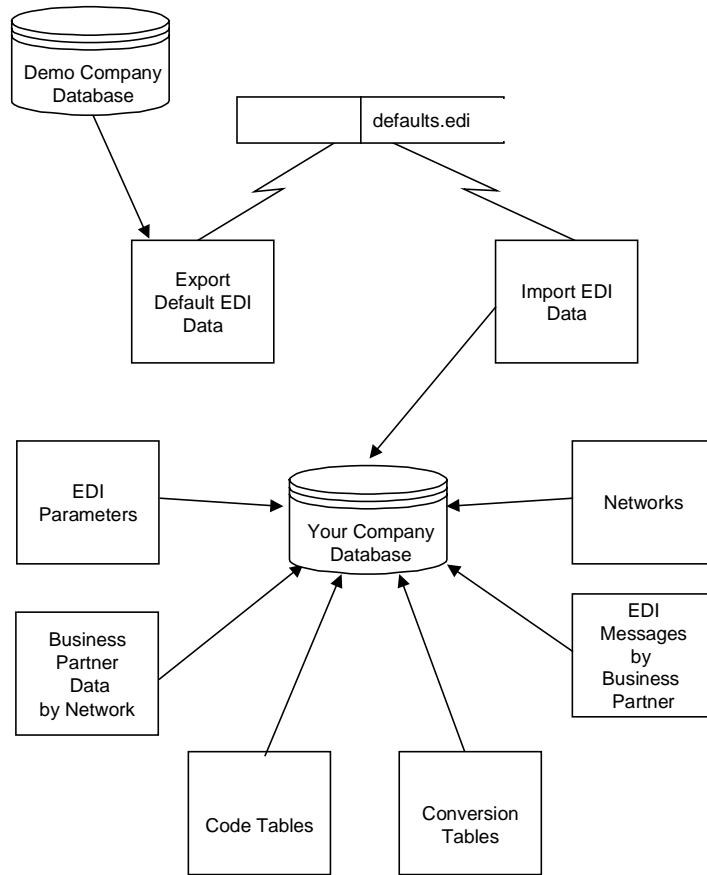 Demo Company
Database
defaults.edi
Export
Default EDI
Data
Import EDI
Data
EDI
Parameters
Your Company
Database
Networks
Business
Partner
Data
by Network
EDI
Messages
by
Business
Partner
Code Tables
Conversion
Tables